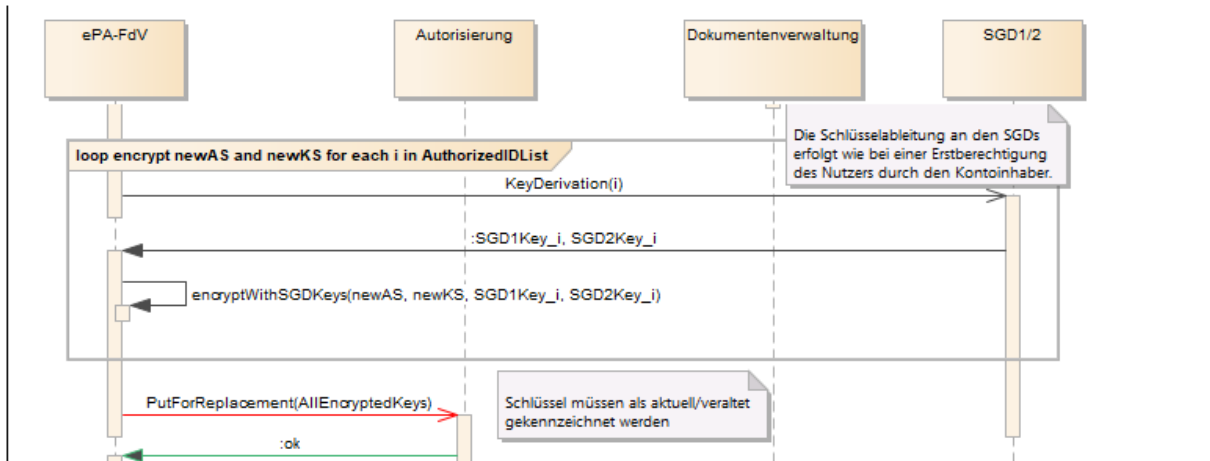 ePA-FdV
Autorisierung
Dokumentenverwaltung
SGD1/2
Die Schlüsselableitung an den SGDs
erfolgt wie bei einer Erstberechtigung
des Nutzers durch den Kontoinhaber.
loop encrypt newAS and newKS for each i in AuthorizedIDList
KeyDerivation(i)
:SGD1Key_i, SGD2Key_i
encryptWithSGDKeys(newAS, newKS, SGD1Key_i, SGD2Key_i)
PutForReplacement(AllEncryptedKeys)
Schlüssel müssen als aktuell/veraltet
gekennzeichnet werden
:ok